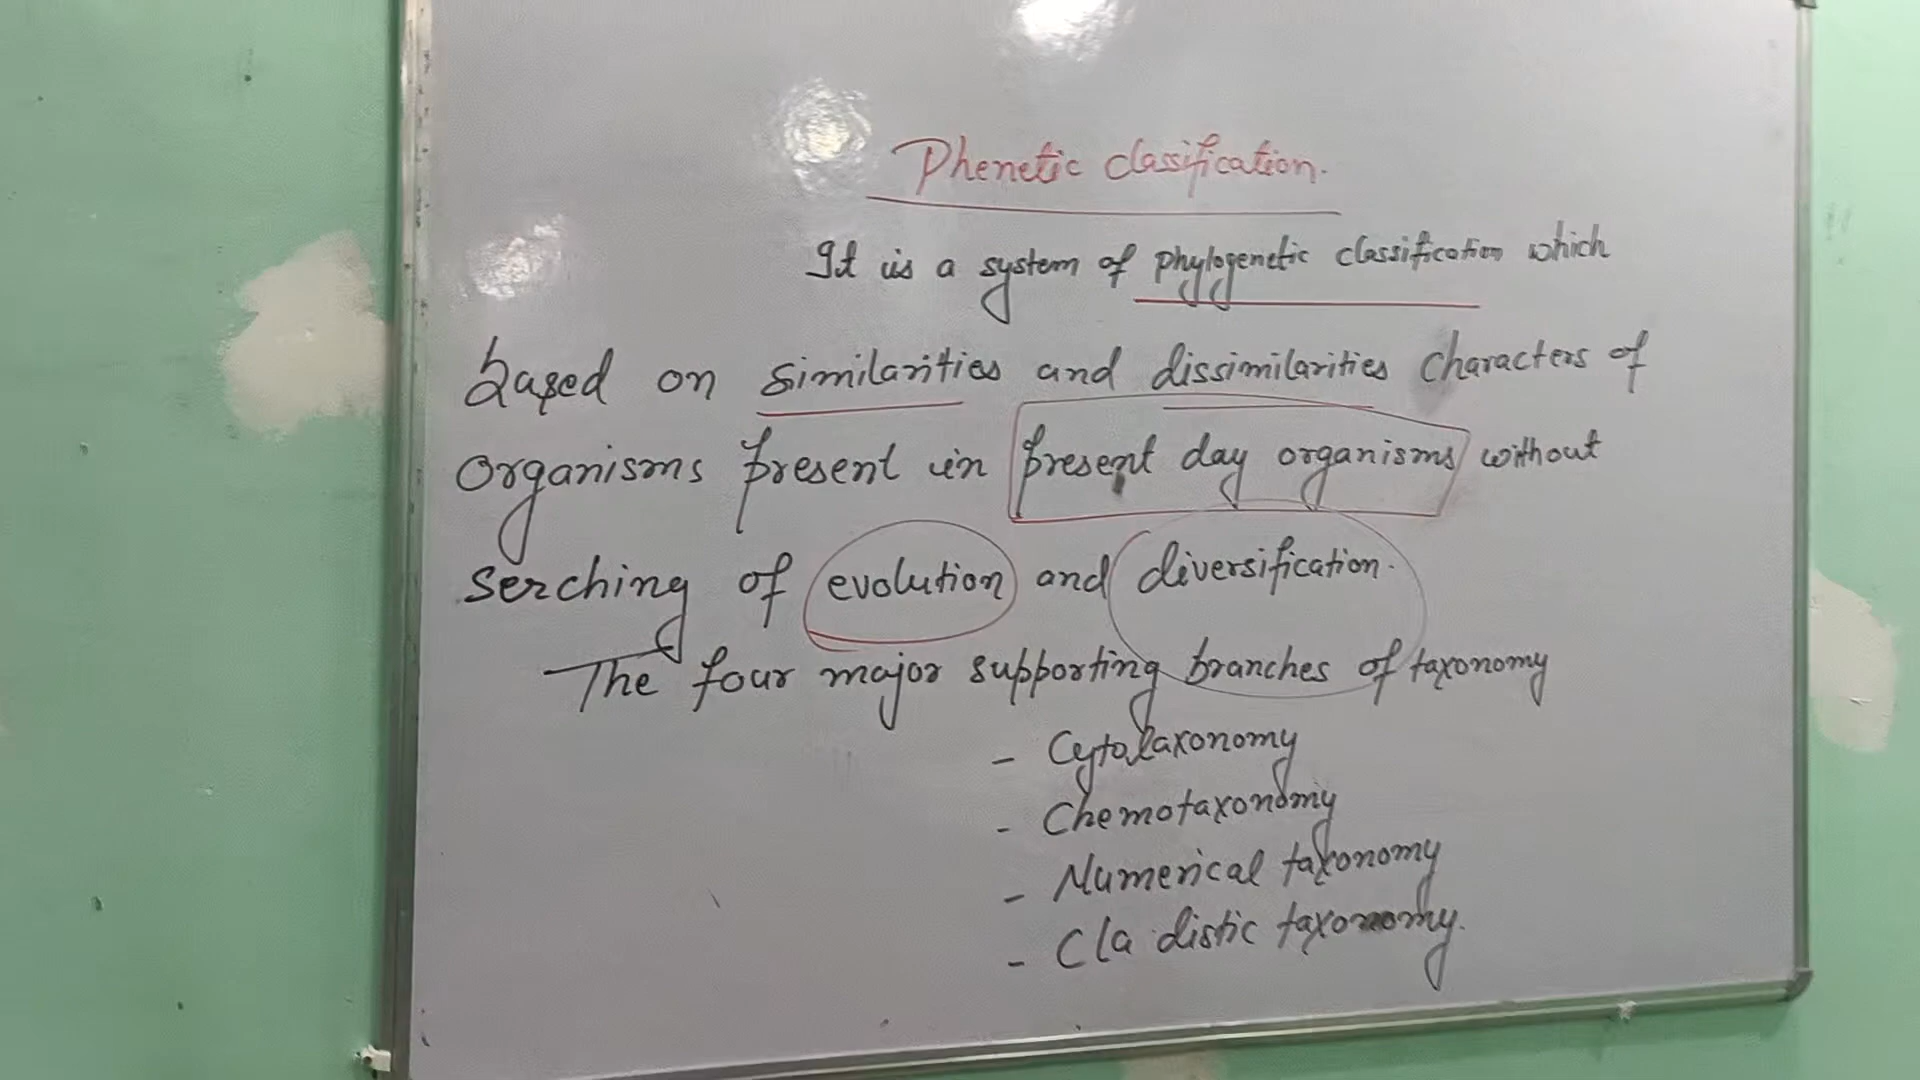 Phenetic classification.
It is a system of phylogenetic classification which
based on similarities and dissimilarities characters of
Organisms present in present day organisms without
Serching of evolution and diversification.
The four major supporting branches of taxonomy
- Cytotaxonomy
- Chemotaxonomy
- Numerical taxonomy
- Cladistic taxonomy.